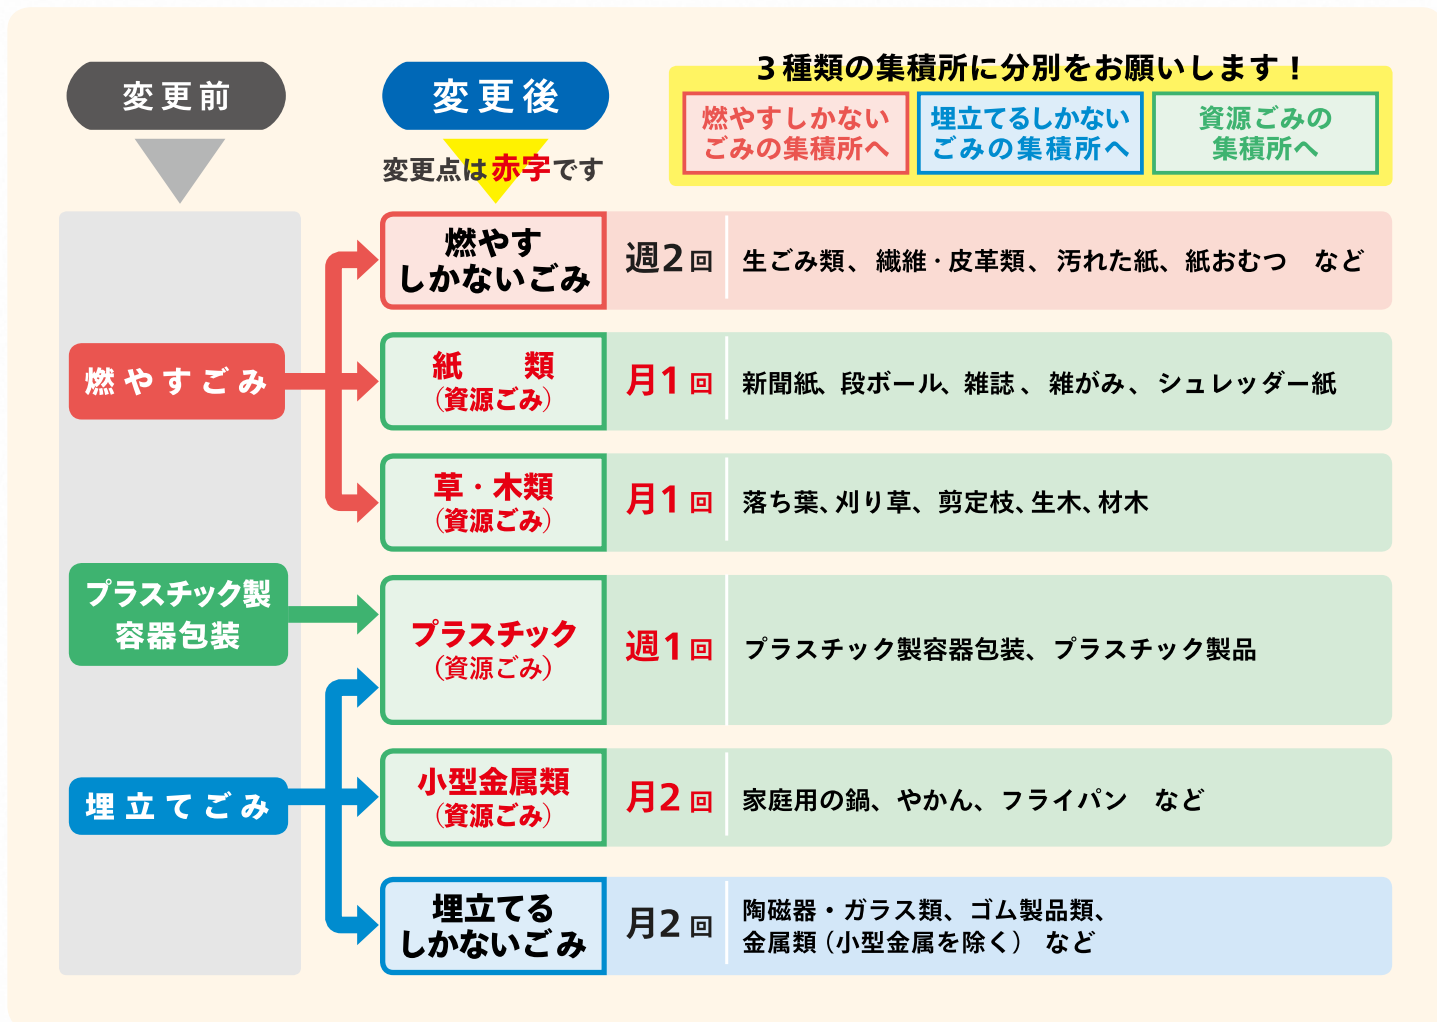 変更前
変更後
変更点は赤字です
3種類の集積所に分別をお願いします！
燃やすしかない
ごみの集積所へ
埋立てるしかない
ごみの集積所へ
資源ごみの
集積所へ
燃やすごみ
プラスチック製
容器包装
埋立てごみ
燃やす
しかないごみ
週2回
生ごみ類、繊維・皮革類、汚れた紙、紙おむつ　など
紙　　類
（資源ごみ）
月1回
新聞紙、段ボール、雑誌、雑がみ、シュレッダー紙
草・木類
（資源ごみ）
月1回
落ち葉、刈り草、剪定枝、生木、材木
プラスチック
（資源ごみ）
週1回
プラスチック製容器包装、プラスチック製品
小型金属類
（資源ごみ）
月2回
家庭用の鍋、やかん、フライパン　など
埋立てる
しかないごみ
月2回
陶磁器・ガラス類、ゴム製品類、
金属類（小型金属を除く）　など